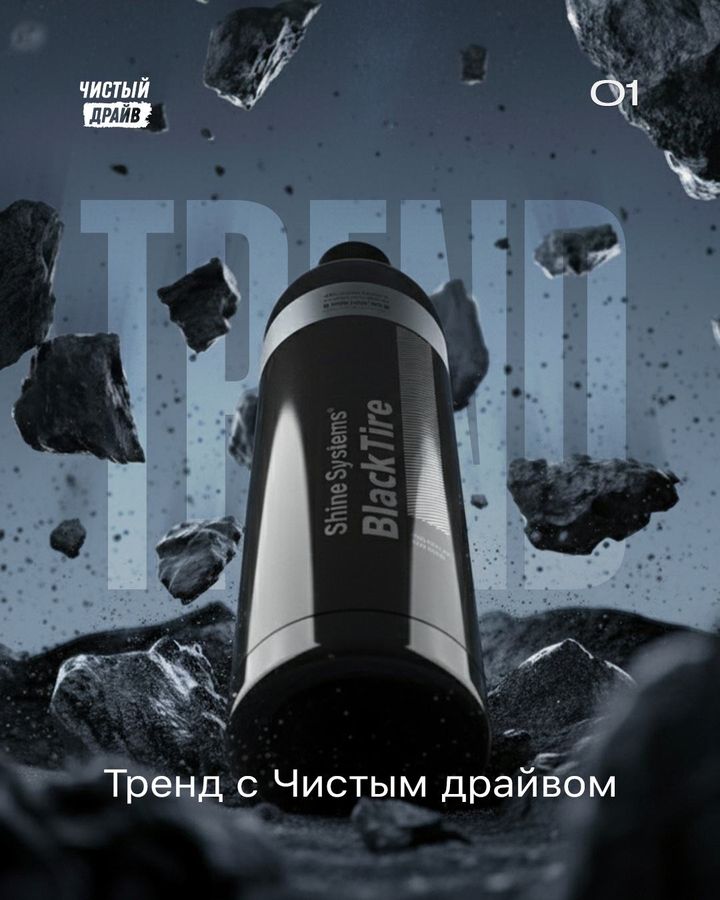 ЧИСТЫЙ
ДРАЙВ
01
TREND
Shine Systems®
BlackTire
Тренд с Чистым драйвом